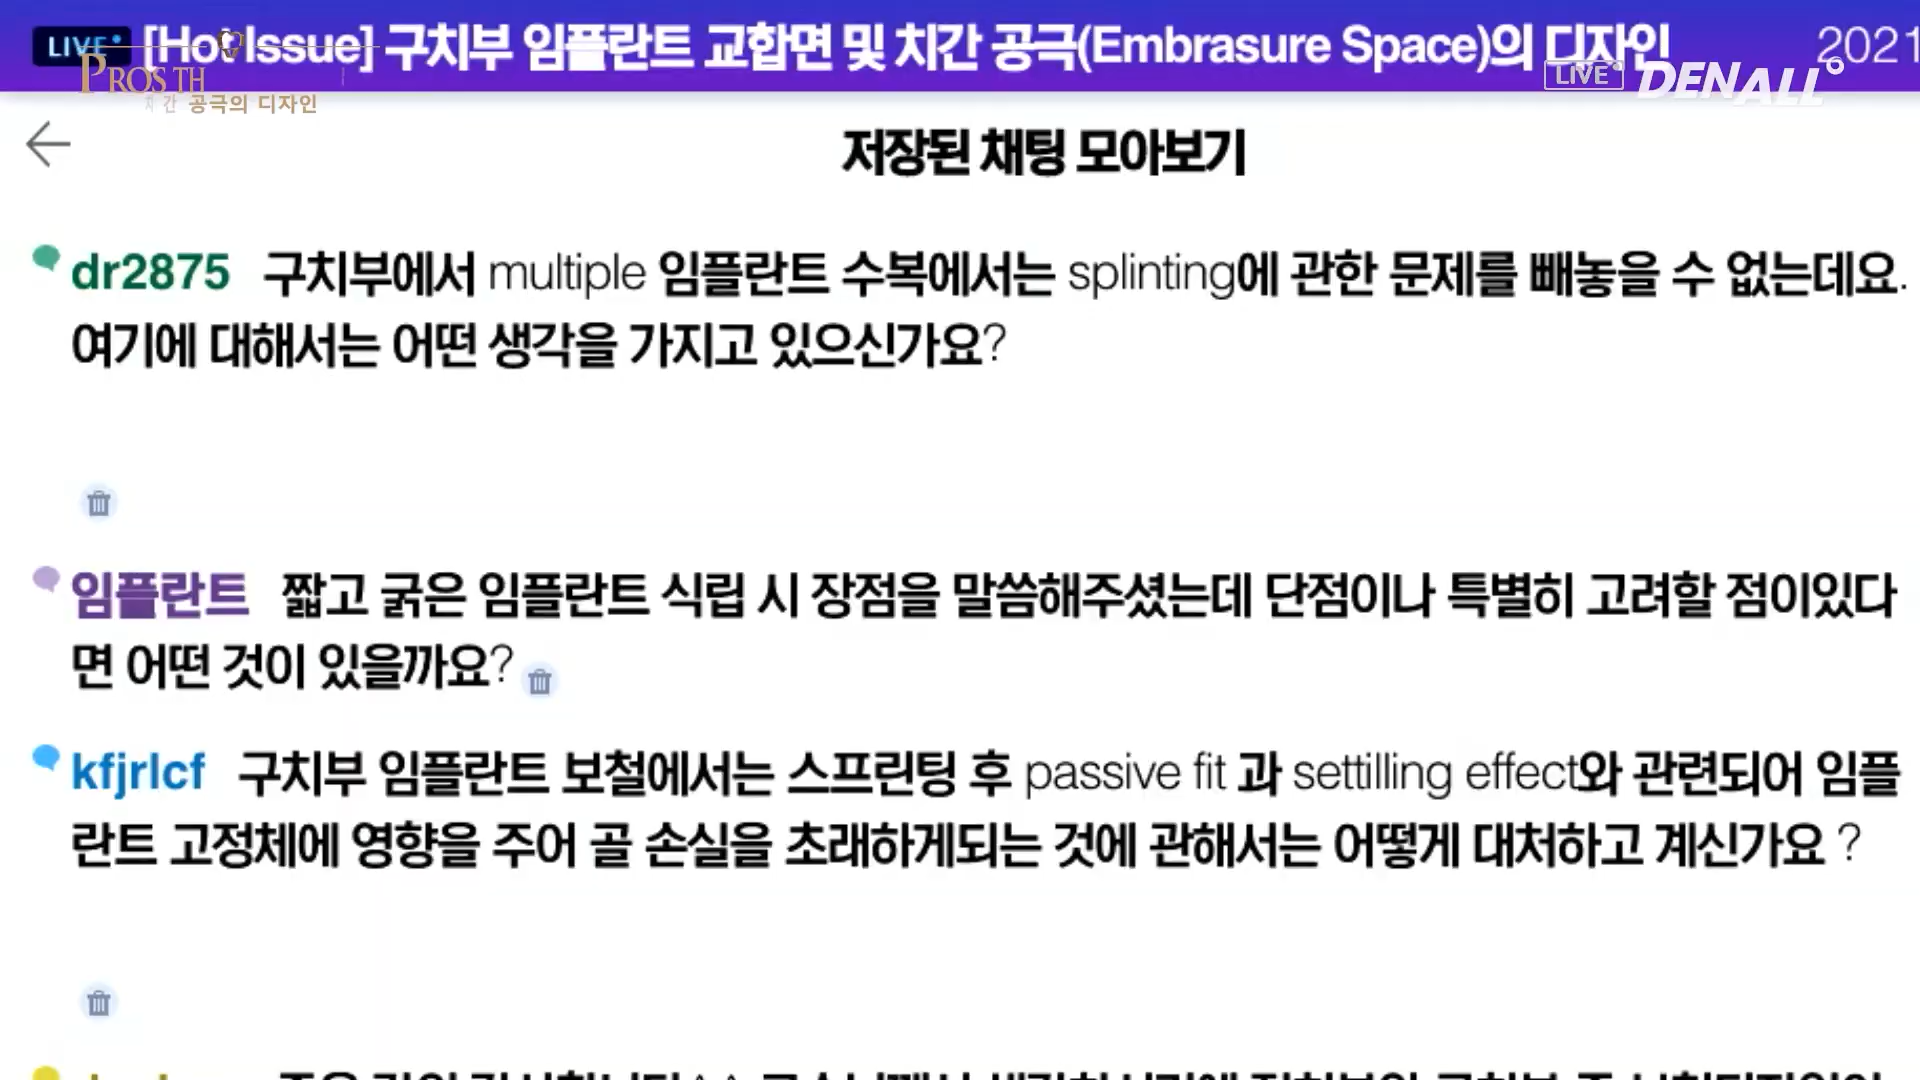 LIVE [Hot Issue] 구치부 임플란트 교합면 및 치간 공극(Embrasure Space)의 디자인 2021
PROSTH
치간 공극의 디자인
LIVE DENALL
저장된 채팅 모아보기
dr2875 구치부에서 multiple 임플란트 수복에서는 splinting에 관한 문제를 빼놓을 수 없는데요.
여기에 대해서는 어떤 생각을 가지고 있으신가요?
임플란트 짧고 굵은 임플란트 식립 시 장점을 말씀해주셨는데 단점이나 특별히 고려할 점이있다
면 어떤 것이 있을까요?
kfjrlcf 구치부 임플란트 보철에서는 스프린팅 후 passive fit 과 settilling effect와 관련되어 임플
란트 고정체에 영향을 주어 골 손실을 초래하게되는 것에 관해서는 어떻게 대처하고 계신가요 ?